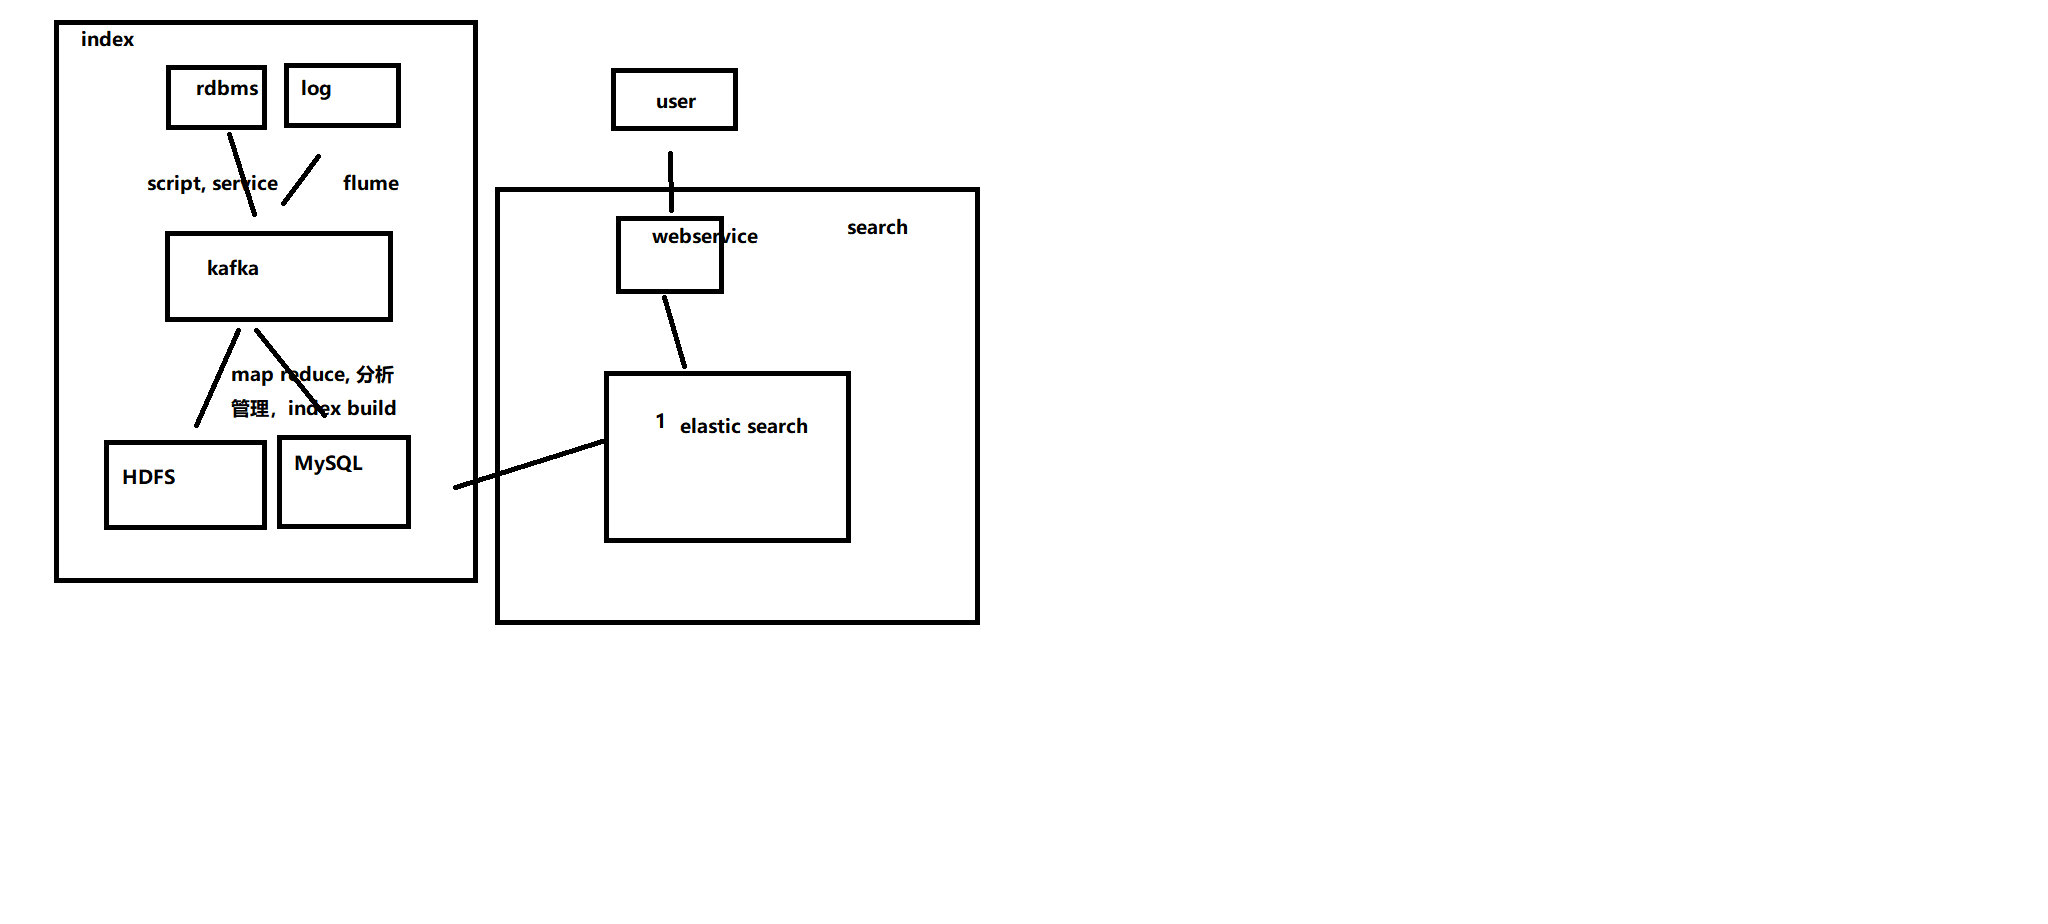 index
rdbms
log
script, service
flume
kafka
map reduce, 分析
管理，index build
HDFS
MySQL
user
webservice
search
1
elastic search